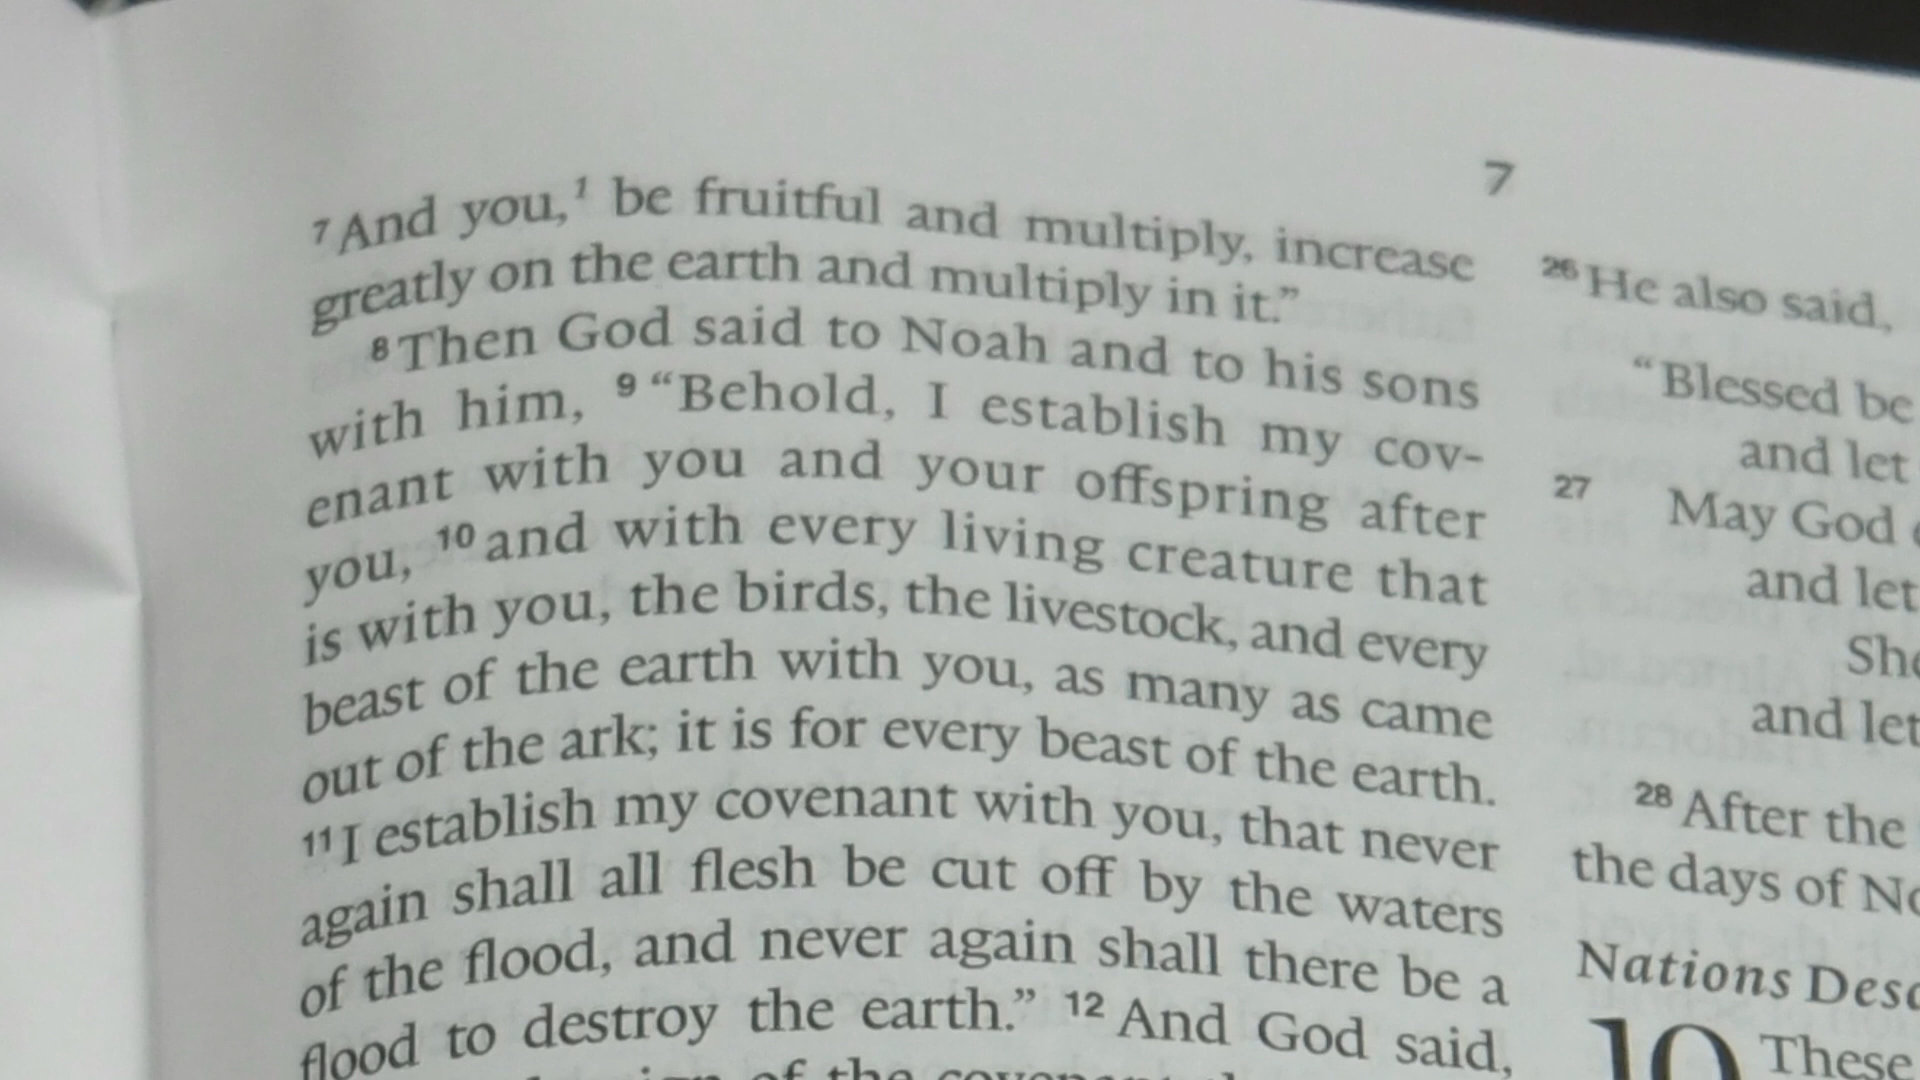 7
7 And you,1 be fruitful and multiply, increase
greatly on the earth and multiply in it.”
8 Then God said to Noah and to his sons
with him, 9 “Behold, I establish my cov-
enant with you and your offspring after
you, 10 and with every living creature that
is with you, the birds, the livestock, and every
beast of the earth with you, as many as came
out of the ark; it is for every beast of the earth.
11 I establish my covenant with you, that never
again shall all flesh be cut off by the waters
of the flood, and never again shall there be a
flood to destroy the earth.” 12 And God said,
of the covenant
26 He also said,
“Blessed be
and let
27 May God
and let
She
and let
28 After the
the days of No
Nations Desc
10 These